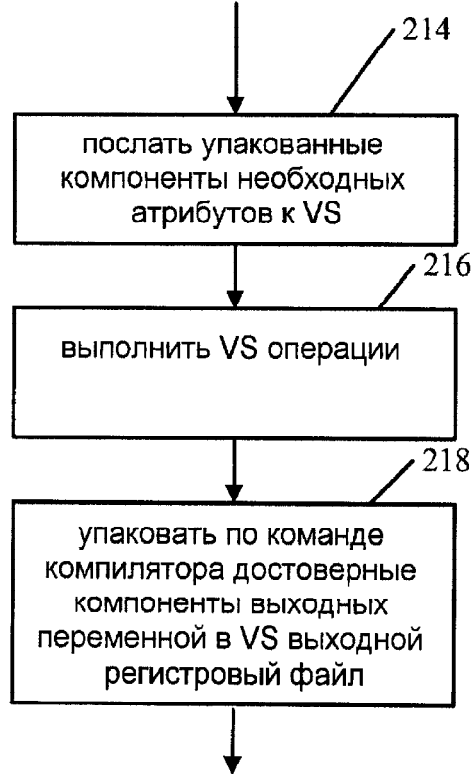 214
послать упакованные
компоненты необходимых
атрибутов к VS
216
выполнить VS операции
218
упаковать по команде
компилятора достоверные
компоненты выходных
переменной в VS выходной
регистровый файл